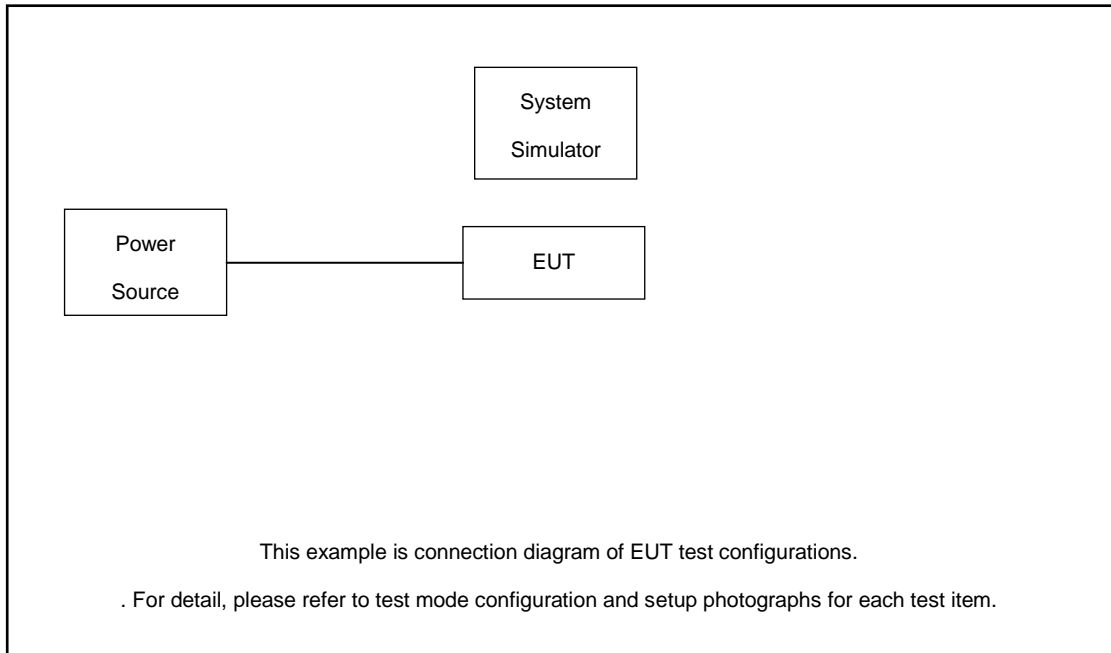 System
Simulator
Power
Source
EUT
This example is connection diagram of EUT test configurations.
. For detail, please refer to test mode configuration and setup photographs for each test item.